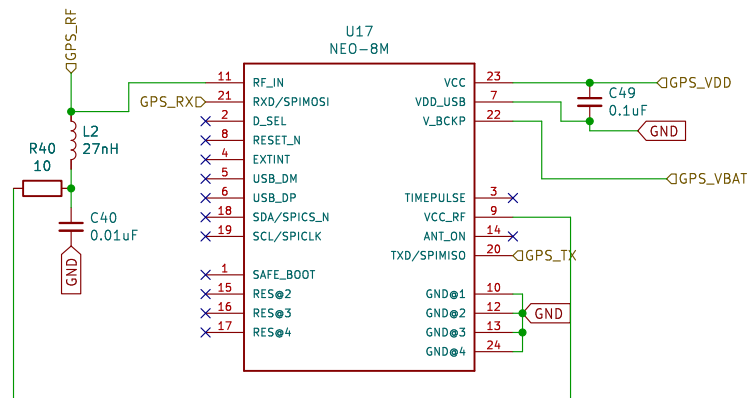 GPS_RF
U17
NEO-8M
11 RF_IN VCC 23 GPS_VDD
GPS_RX 21 RXD/SPIMOSI VDD_USB 7 C49
0.1uF
2 D_SEL V_BCKP 22 GND
L2
27nH
8 RESET_N
R40
10
4 EXTINT
5 USB_DM GPS_VBAT
6 USB_DP TIMEPULSE 3
C40
0.01uF
18 SDA/SPICS_N VCC_RF 9
19 SCL/SPICLK ANT_ON 14
TXD/SPIMISO 20 GPS_TX
GND
1 SAFE_BOOT
15 RES@2 GND@1 10
16 RES@3 GND@2 12 GND
17 RES@4 GND@3 13
GND@4 24